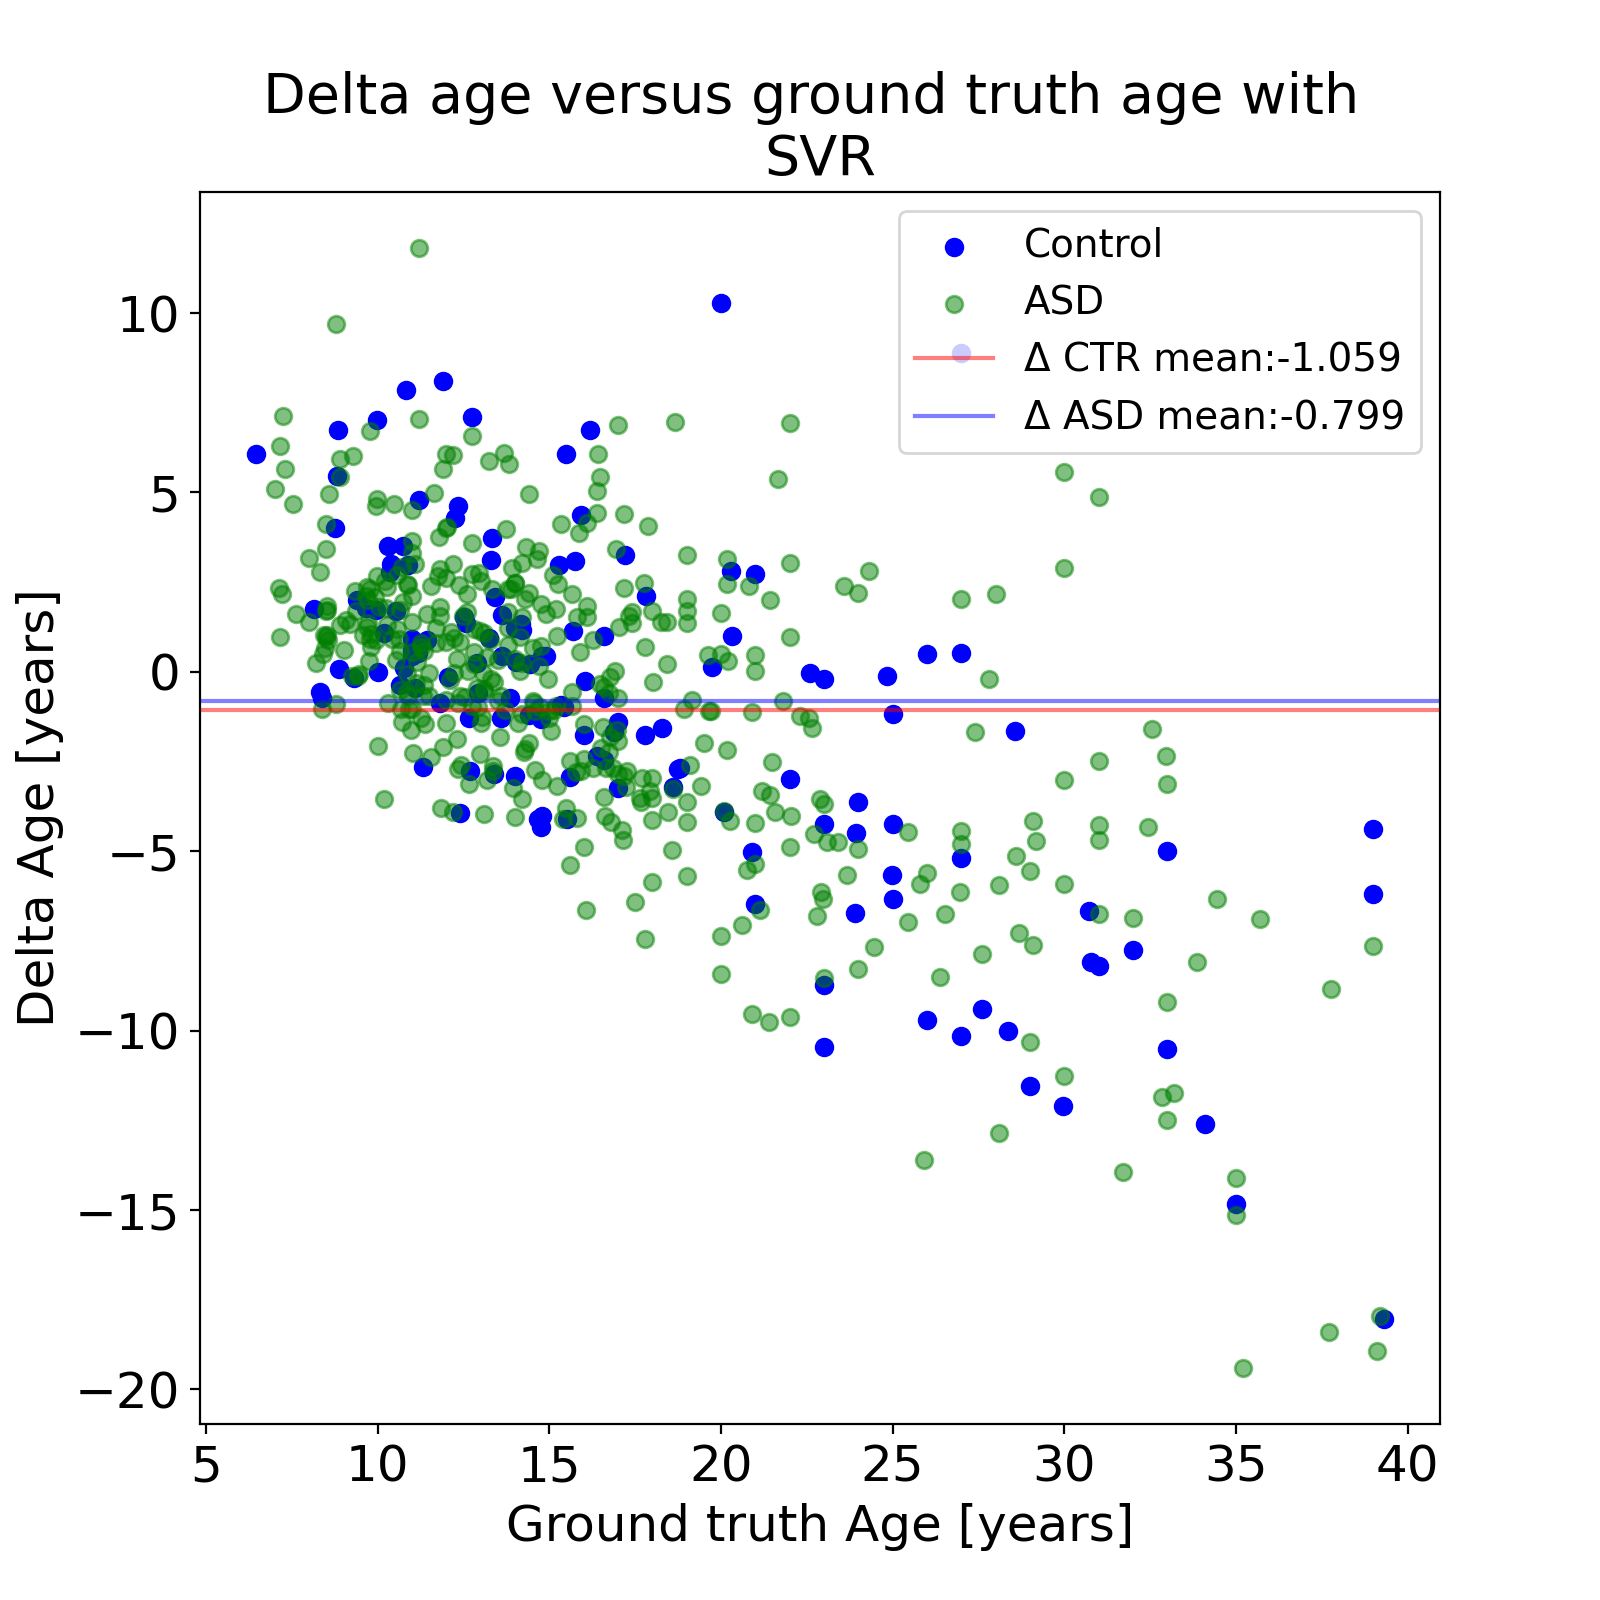 Delta age versus ground truth age with
SVR
Control
ASD
Δ CTR mean:-1.059
Δ ASD mean:-0.799
Delta Age [years]
10
5
0
−5
−10
−15
−20
5 10 15 20 25 30 35 40
Ground truth Age [years]